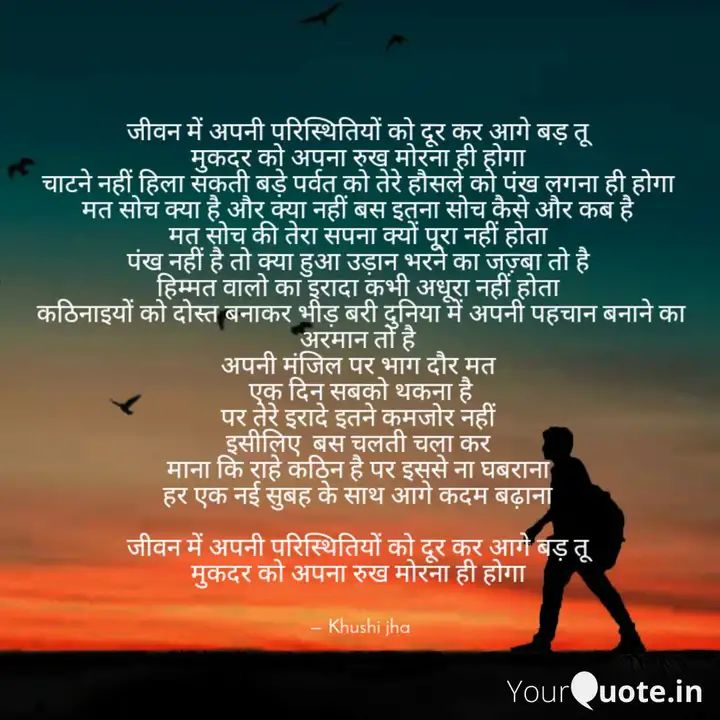 जीवन में अपनी परिस्थितियों को दूर कर आगे बड़ तू
मुकदर को अपना रुख मोरना ही होगा
चाटने नहीं हिला सकती बड़े पर्वत को तेरे हौसले को पंख लगना ही होगा
मत सोच क्या है और क्या नहीं बस इतना सोच कैसे और कब है
मत सोच की तेरा सपना क्यों पूरा नहीं होता
पंख नहीं है तो क्या हुआ उड़ान भरने का जज़्बा तो है
हिम्मत वालो का इरादा कभी अधूरा नहीं होता
कठिनाइयों को दोस्त बनाकर भीड़ बरी दुनिया में अपनी पहचान बनाने का
अरमान तो है
अपनी मंजिल पर भाग दौर मत
एक दिन सबको थकना है
पर तेरे इरादे इतने कमजोर नहीं
इसीलिए बस चलती चला कर
माना कि राहे कठिन है पर इससे ना घबराना
हर एक नई सुबह के साथ आगे कदम बढ़ाना
जीवन में अपनी परिस्थितियों को दूर कर आगे बड़ तू
मुकदर को अपना रुख मोरना ही होगा
— Khushi jha
YourQuote.in